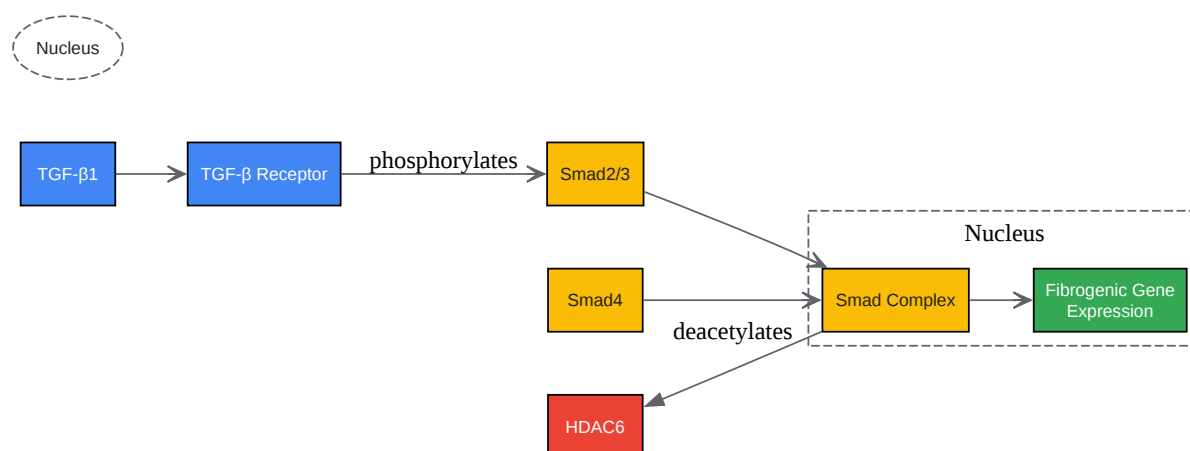 Nucleus
TGF-β1
TGF-β Receptor
phosphorylates
Smad2/3
Nucleus
Smad4
Smad Complex
Fibrogenic Gene
Expression
deacetylates
HDAC6